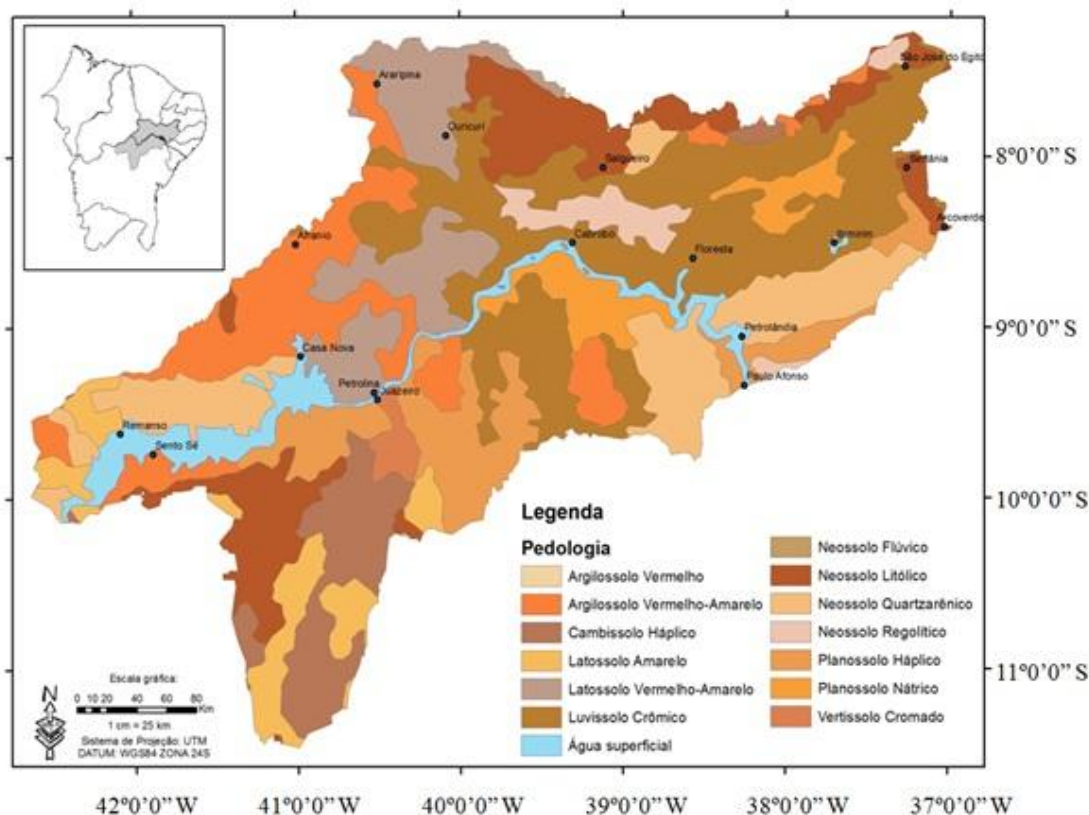 Araripina
São José do Egito
Ouricuri
8°0'0"S
Salgueiro
Sertânia
Arcoverde
Afrânio
Cabrobó
Ibimirim
Floresta
9°0'0"S
Petrolândia
Casa Nova
Petrolina
Juazeiro
Paulo Afonso
Remanso
Sento Sé
10°0'0"S
Legenda
Pedologia
Argilossolo Vermelho
Argilossolo Vermelho-Amarelo
Cambissolo Háplico
Latossolo Amarelo
Latossolo Vermelho-Amarelo
Luvissolo Crômico
Água superficial
Neossolo Flúvico
Neossolo Litólico
Neossolo Quartzarênico
Neossolo Regolítico
Planossolo Háplico
Planossolo Nátrico
Vertissolo Cromado
11°0'0"S
N
Escala gráfica:
0 10 20 40 60 80
Km
1 cm = 25 km
Sistema de Projeção: UTM
DATUM: WGS84 ZONA 24S
42°0'0"W 41°0'0"W 40°0'0"W 39°0'0"W 38°0'0"W 37°0'0"W